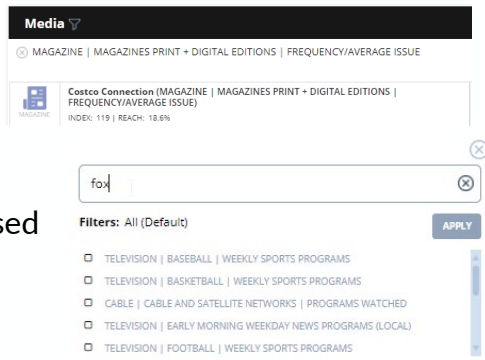 Media
MAGAZINE | MAGAZINES PRINT + DIGITAL EDITIONS | FREQUENCY/AVERAGE ISSUE
Costco Connection (MAGAZINE | MAGAZINES PRINT + DIGITAL EDITIONS |
FREQUENCY/AVERAGE ISSUE)
MAGAZINE
INDEX: 119 | REACH: 18.6%
fox
sed
Filters: All (Default)
APPLY
TELEVISION | BASEBALL | WEEKLY SPORTS PROGRAMS
TELEVISION | BASKETBALL | WEEKLY SPORTS PROGRAMS
CABLE | CABLE AND SATELLITE NETWORKS | PROGRAMS WATCHED
TELEVISION | EARLY MORNING WEEKDAY NEWS PROGRAMS (LOCAL)
TELEVISION | FOOTBALL | WEEKLY SPORTS PROGRAMS